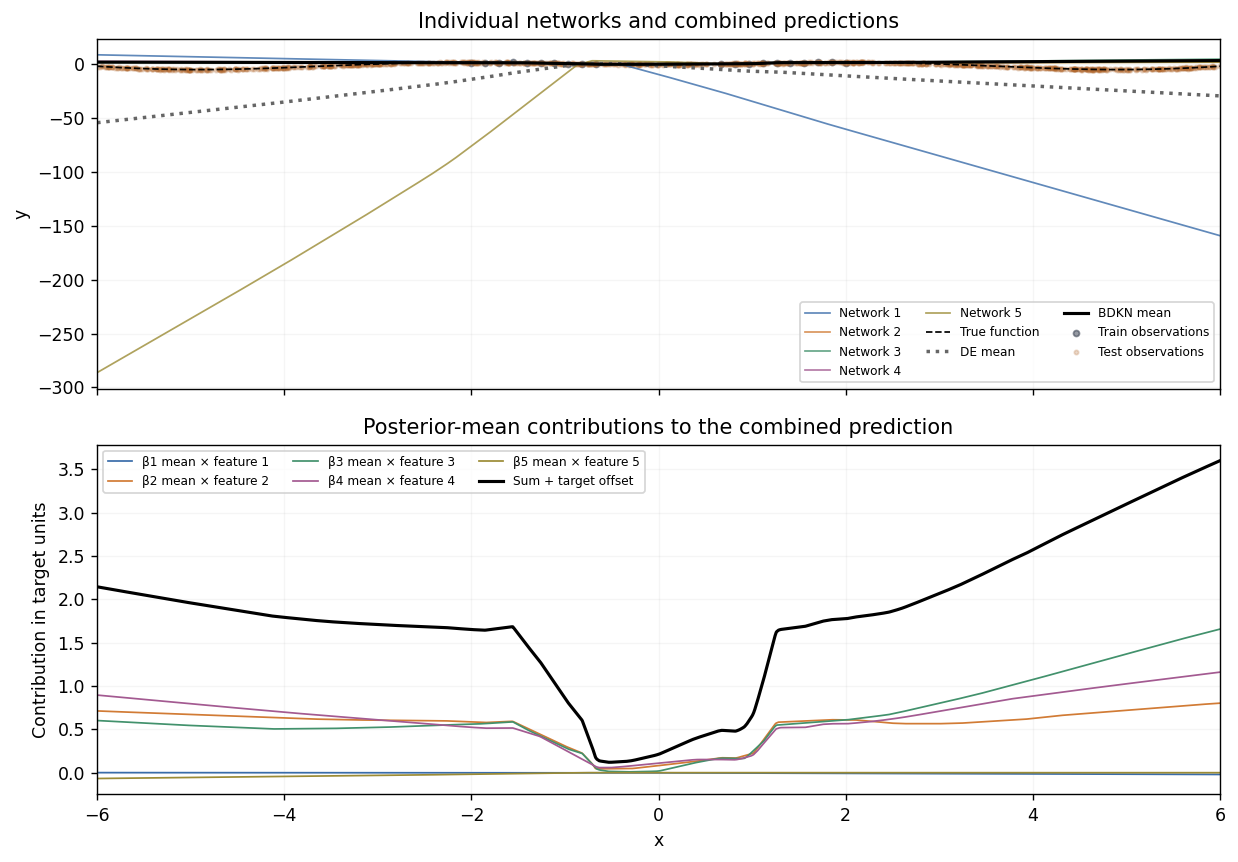 Individual networks and combined predictions
0
−50
−100
−150
−200
−250
−300
y
Network 1
Network 2
Network 3
Network 4
Network 5
True function
DE mean
BDKN mean
Train observations
Test observations
Posterior-mean contributions to the combined prediction
β1 mean × feature 1
β2 mean × feature 2
β3 mean × feature 3
β4 mean × feature 4
β5 mean × feature 5
Sum + target offset
3.5
3.0
2.5
2.0
1.5
1.0
0.5
0.0
Contribution in target units
−6
−4
−2
0
2
4
6
x